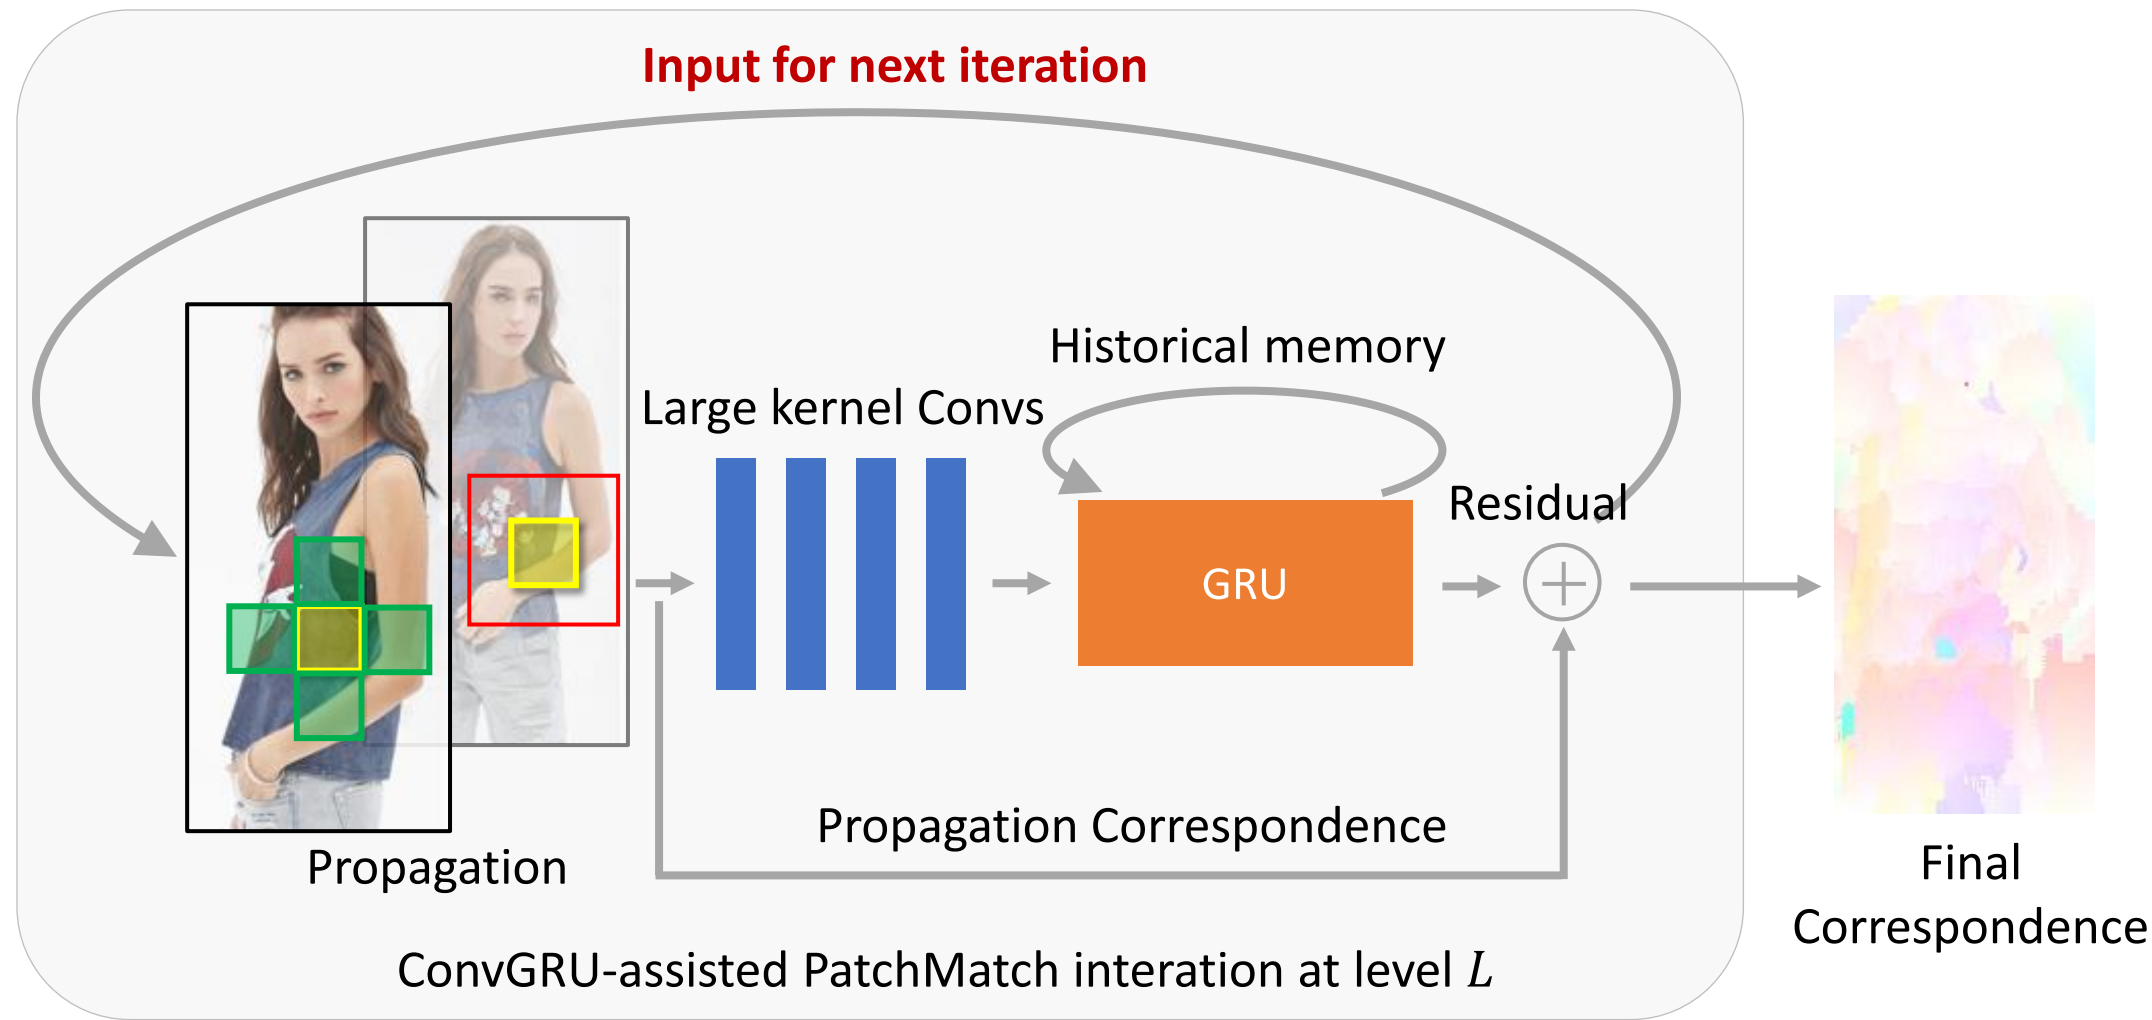 Input for next iteration
Historical memory
Large kernel Convs
Residual
GRU
Propagation Correspondence
Propagation
Final
Correspondence
ConvGRU-assisted PatchMatch interation at level L